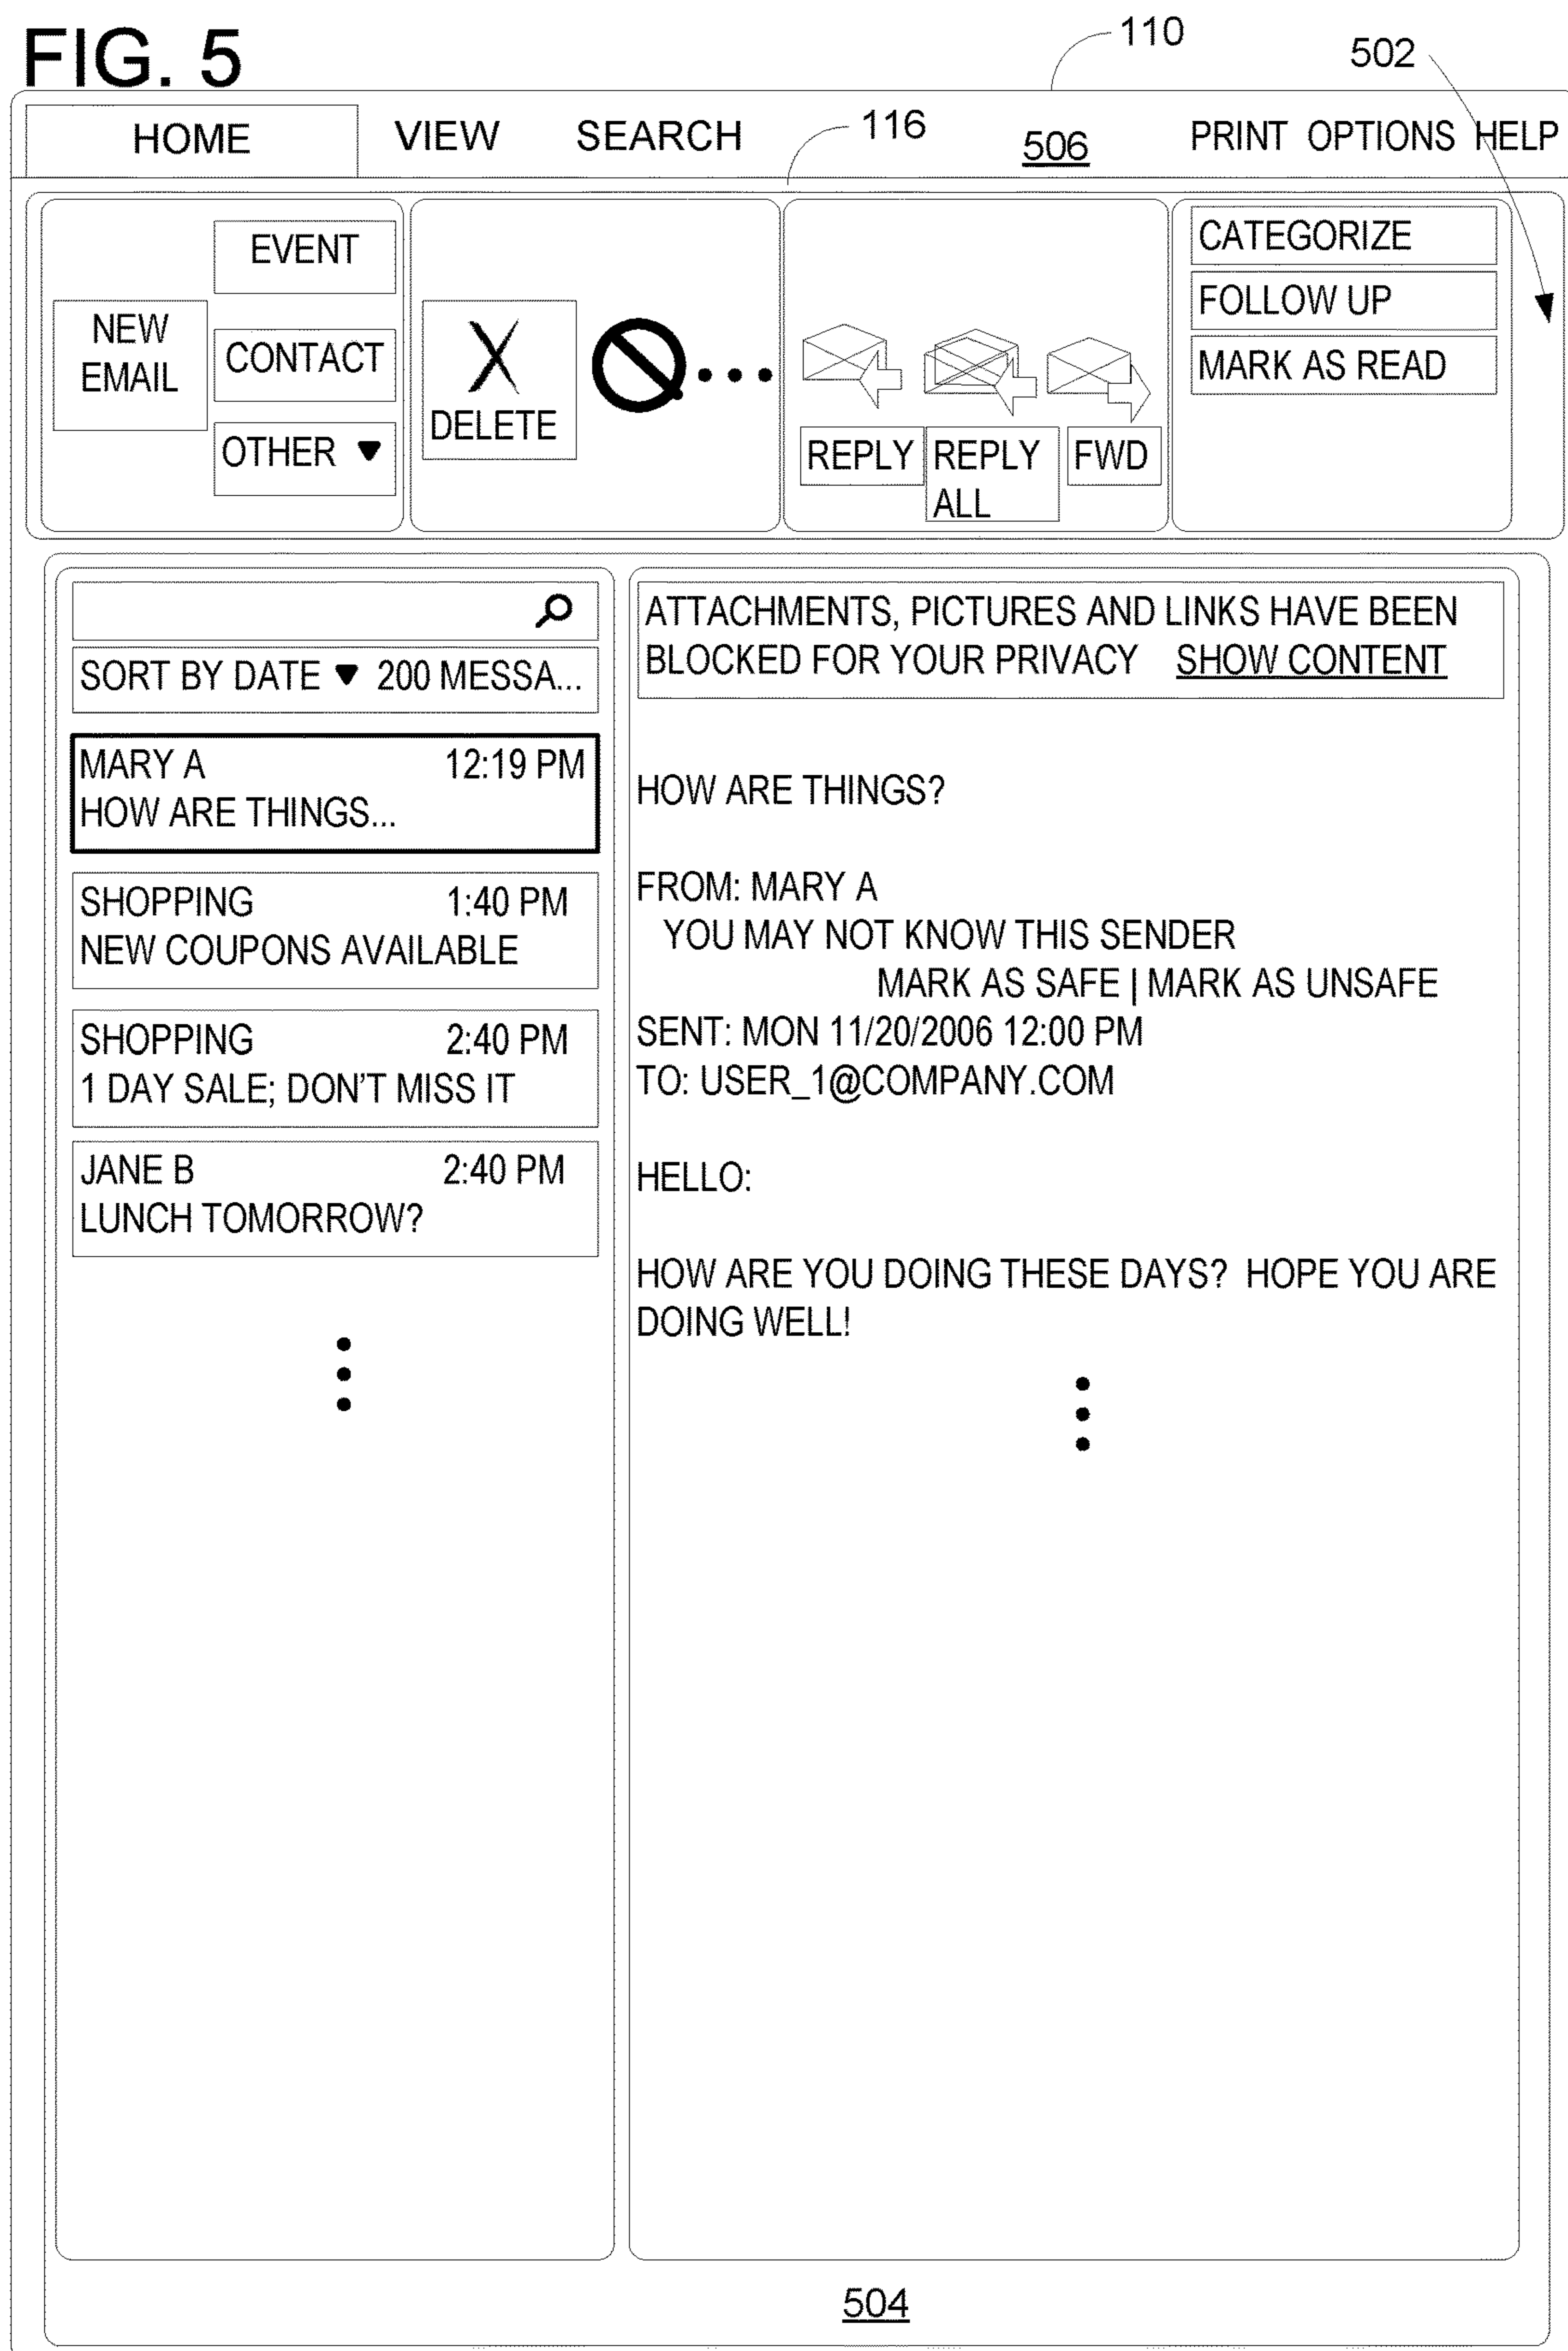 FIG. 5
110
502
HOME
VIEW
SEARCH
116
506
PRINT OPTIONS HELP
NEW
EMAIL
EVENT
CONTACT
OTHER ▼
X
DELETE
REPLY
REPLY
ALL
FWD
CATEGORIZE
FOLLOW UP
MARK AS READ
SORT BY DATE ▼ 200 MESSA...
MARY A 12:19 PM
HOW ARE THINGS...
SHOPPING 1:40 PM
NEW COUPONS AVAILABLE
SHOPPING 2:40 PM
1 DAY SALE; DON'T MISS IT
JANE B 2:40 PM
LUNCH TOMORROW?
ATTACHMENTS, PICTURES AND LINKS HAVE BEEN
BLOCKED FOR YOUR PRIVACY SHOW CONTENT
HOW ARE THINGS?
FROM: MARY A
YOU MAY NOT KNOW THIS SENDER
MARK AS SAFE | MARK AS UNSAFE
SENT: MON 11/20/2006 12:00 PM
TO: USER_1@COMPANY.COM
HELLO:
HOW ARE YOU DOING THESE DAYS? HOPE YOU ARE
DOING WELL!
504